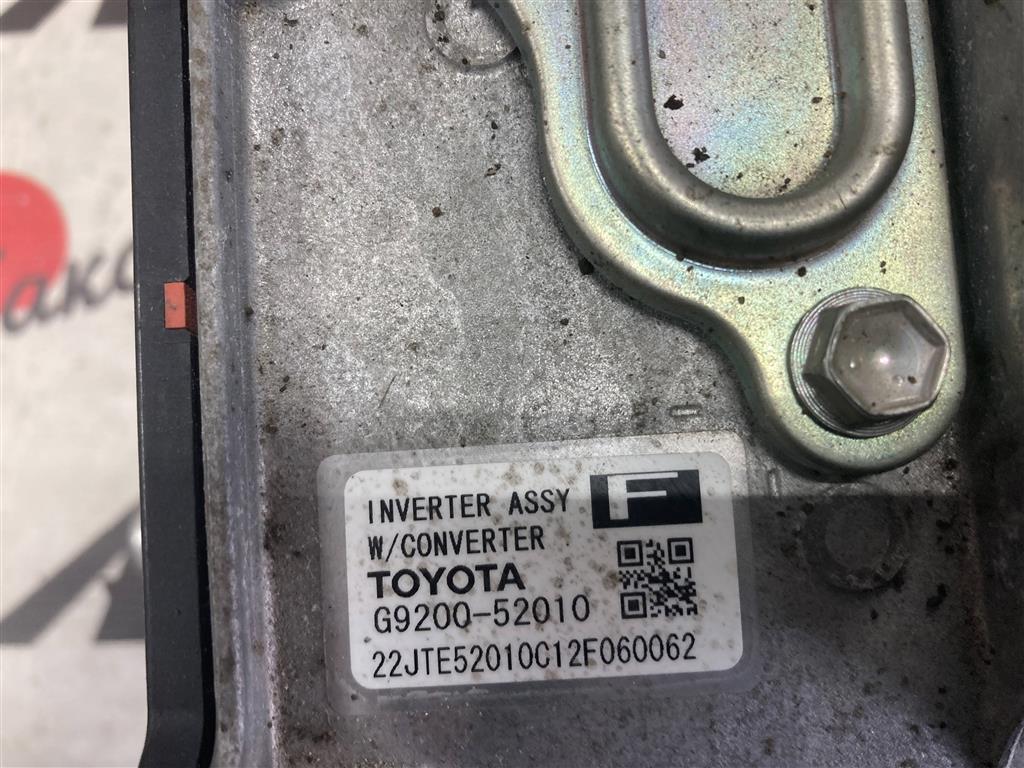 INVERTER ASSY
F
W/CONVERTER
TOYOTA
G9200-52010
22JTE52010C12F060062